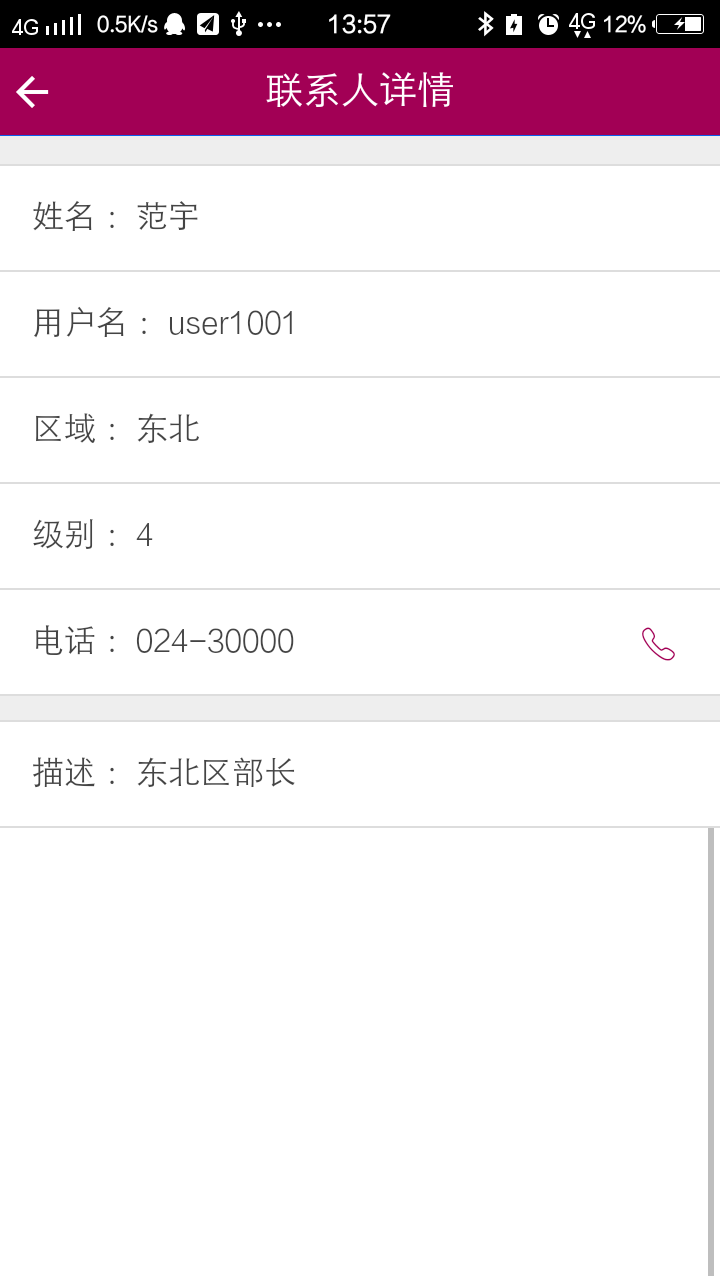 4G 0.5K/s 13:57 4G 12%
联系人详情
姓名： 范宇
用户名： user1001
区域： 东北
级别： 4
电话： 024-30000
描述： 东北区部长